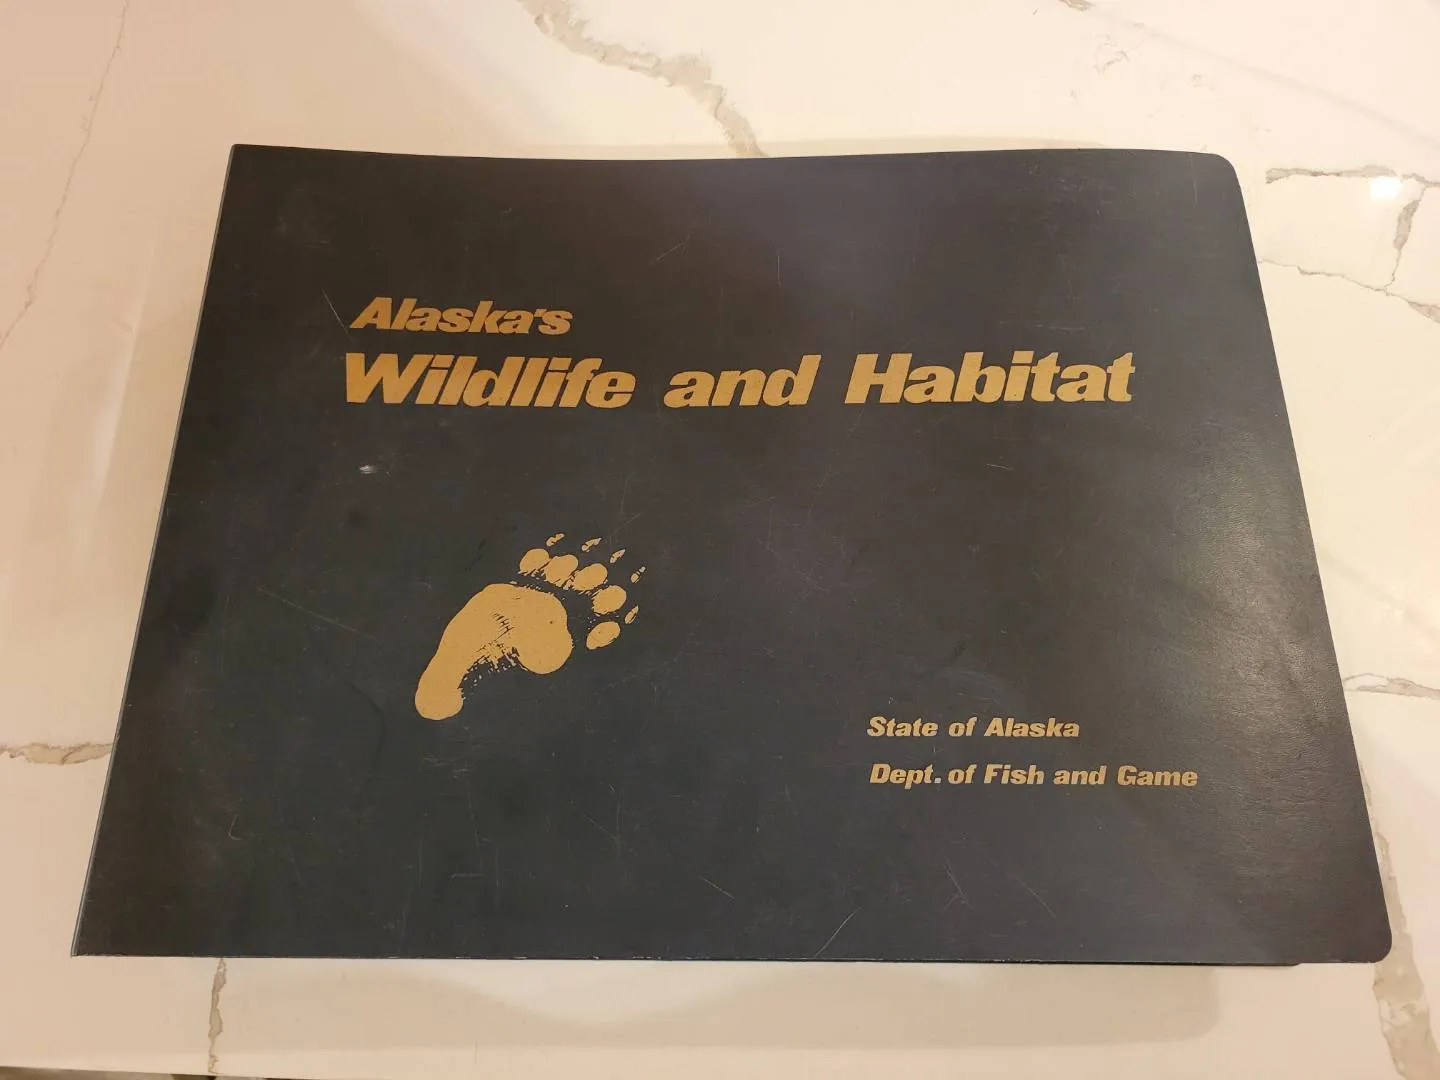 Alaska's
Wildlife and Habitat
State of Alaska
Dept. of Fish and Game